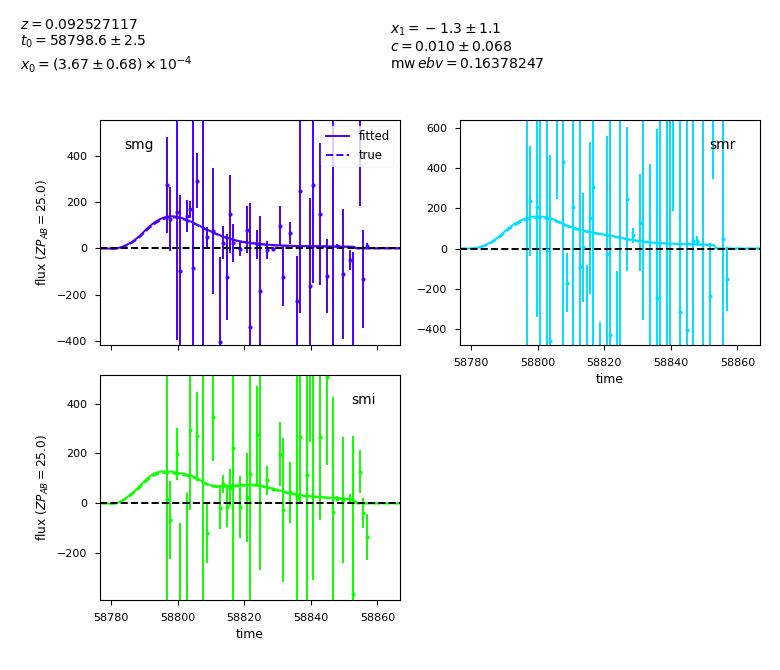 z = 0.092527117
t₀ = 58798.6 ± 2.5
x₀ = (3.67 ± 0.68) × 10⁻⁴
x₁ = − 1.3 ± 1.1
c = 0.010 ± 0.068
mw ebv = 0.16378247
smg
fitted
true
400
200
0
−200
−400
flux (ZP_AB = 25.0)
smr
600
400
200
0
−200
−400
58780 58800 58820 58840 58860
time
smi
400
200
0
−200
flux (ZP_AB = 25.0)
58780 58800 58820 58840 58860
time